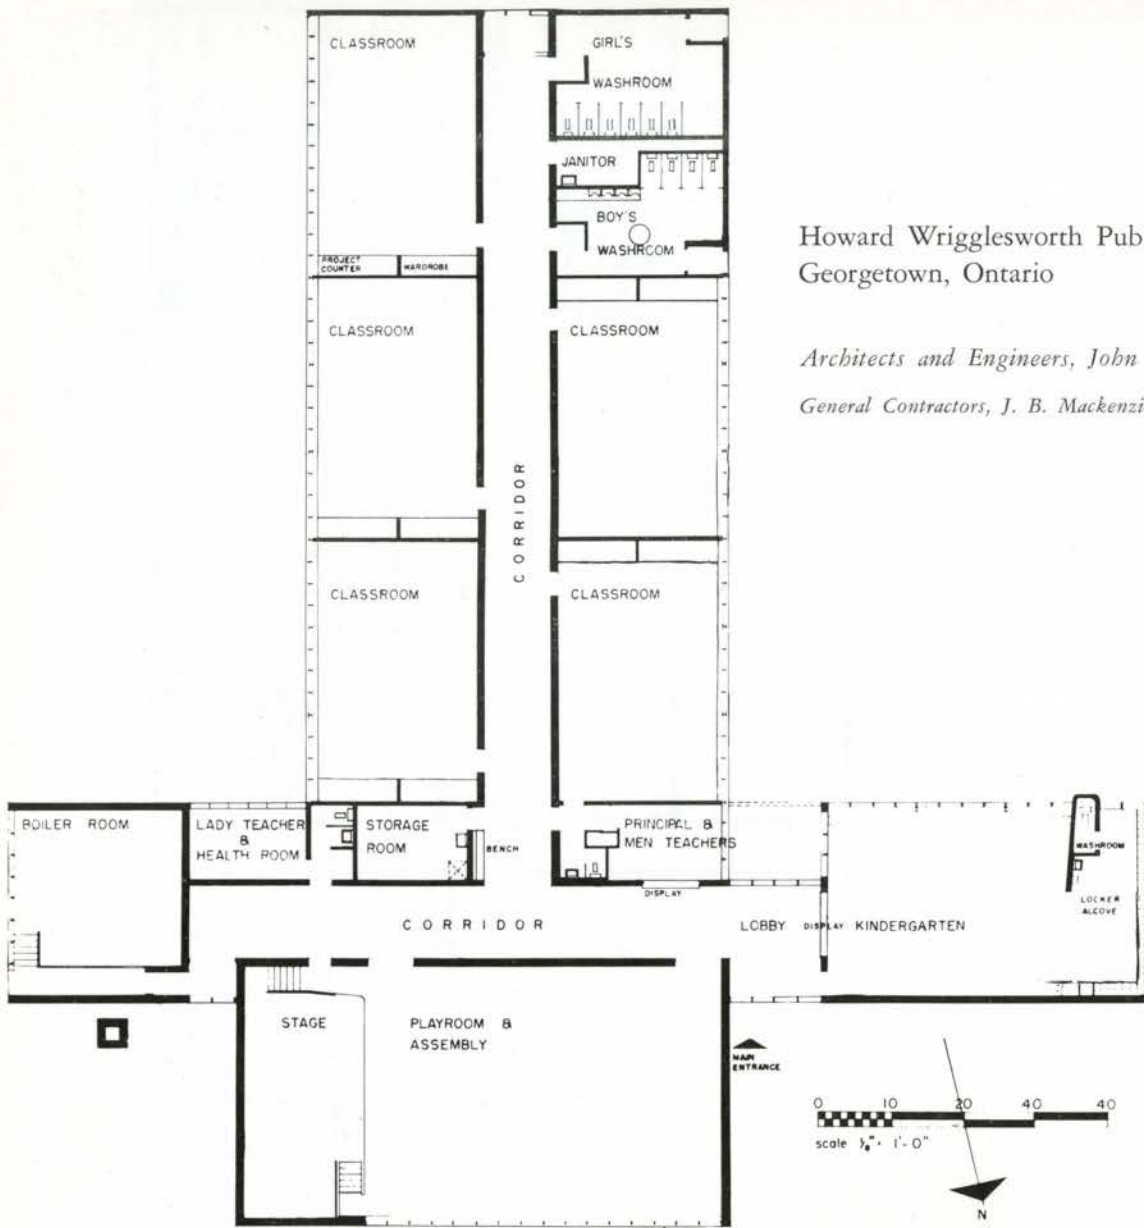 CLASSROOM
GIRL'S
WASHROOM
JANITOR
BOY'S
WASHROOM
PROJECT
COUNTER
WARDROBE
Howard Wrigglesworth Pub
Georgetown, Ontario
Architects and Engineers, John
General Contractors, J. B. Mackenzi
CLASSROOM
CLASSROOM
CORRIDOR
CLASSROOM
CLASSROOM
BOILER ROOM
LADY TEACHER
&
HEALTH ROOM
STORAGE
ROOM
BENCH
PRINCIPAL &
MEN TEACHERS
DISPLAY
WASHROOM
LOCKER
ALCOVE
CORRIDOR
LOBBY
DISPLAY
KINDERGARTEN
STAGE
PLAYROOM &
ASSEMBLY
MAIN
ENTRANCE
0 10 20 40 40
scale ⅛" = 1'-0"
N